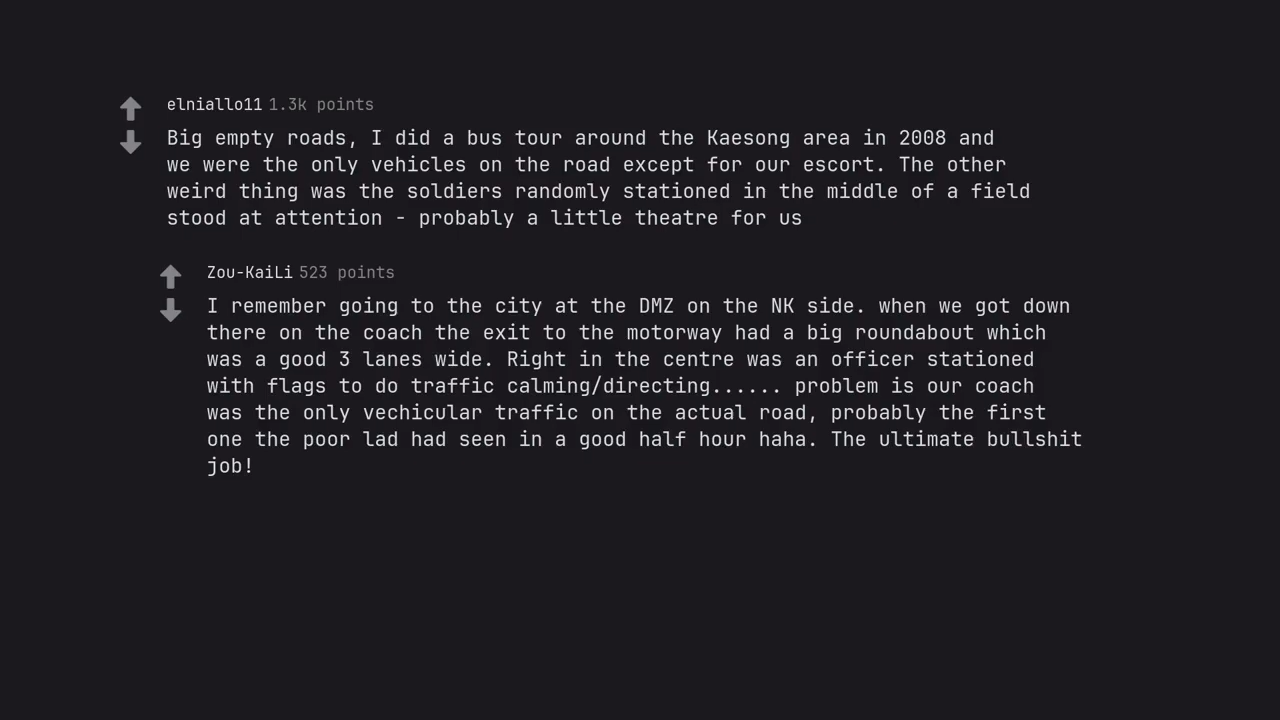 elniallo11 1.3k points
Big empty roads, I did a bus tour around the Kaesong area in 2008 and
we were the only vehicles on the road except for our escort. The other
weird thing was the soldiers randomly stationed in the middle of a field
stood at attention - probably a little theatre for us
Zou-KaiLi 523 points
I remember going to the city at the DMZ on the NK side. when we got down
there on the coach the exit to the motorway had a big roundabout which
was a good 3 lanes wide. Right in the centre was an officer stationed
with flags to do traffic calming/directing...... problem is our coach
was the only vechicular traffic on the actual road, probably the first
one the poor lad had seen in a good half hour haha. The ultimate bullshit
job!